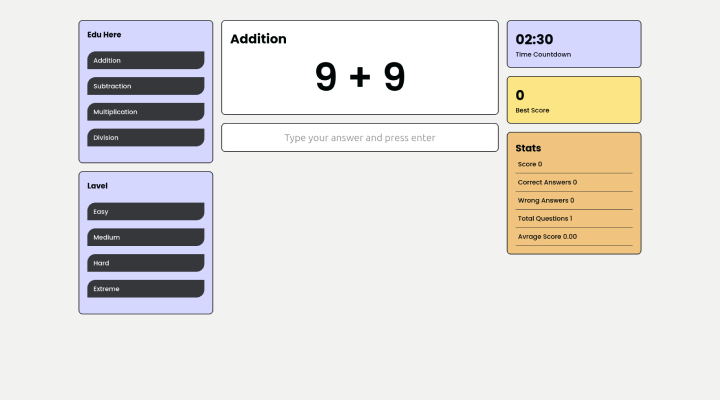 Edu Here
Addition
Subtraction
Multiplication
Division
Lavel
Easy
Medium
Hard
Extreme
Addition
9 + 9
Type your answer and press enter
02:30
Time Countdown
0
Best Score
Stats
Score 0
Correct Answers 0
Wrong Answers 0
Total Questions 1
Avrage Score 0.00